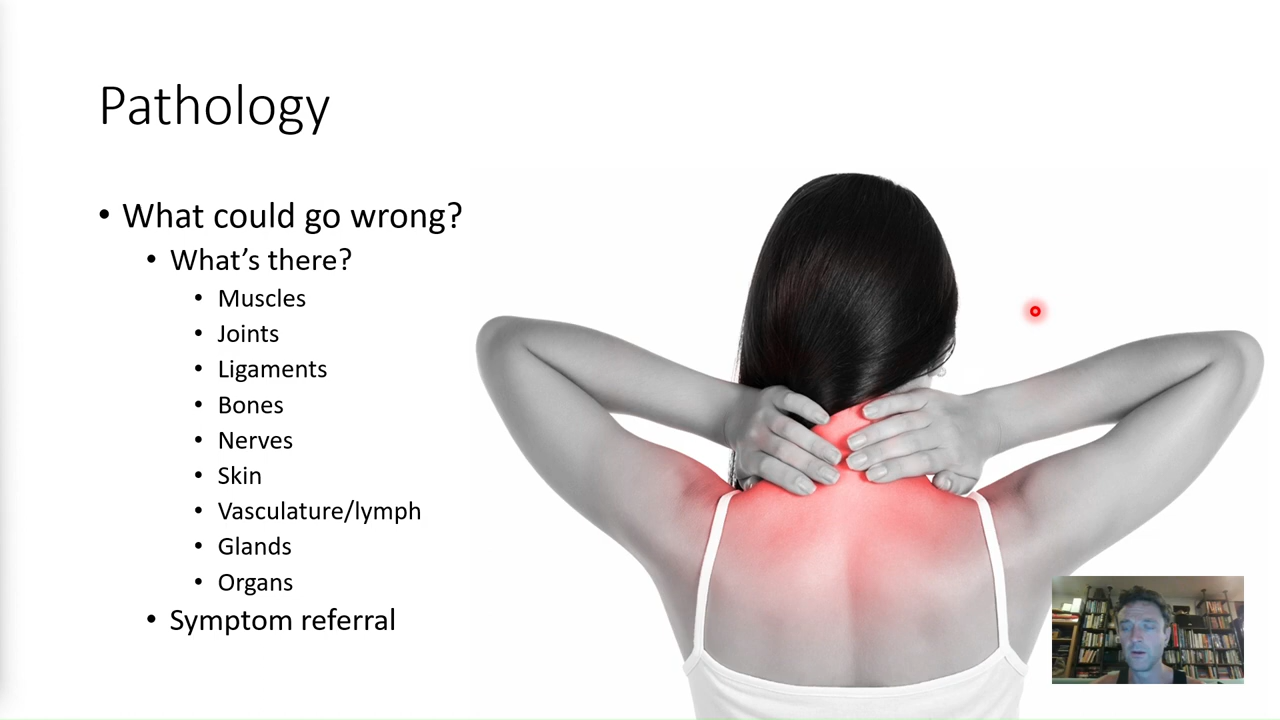 Pathology
• What could go wrong?
• What’s there?
• Muscles
• Joints
• Ligaments
• Bones
• Nerves
• Skin
• Vasculature/lymph
• Glands
• Organs
• Symptom referral